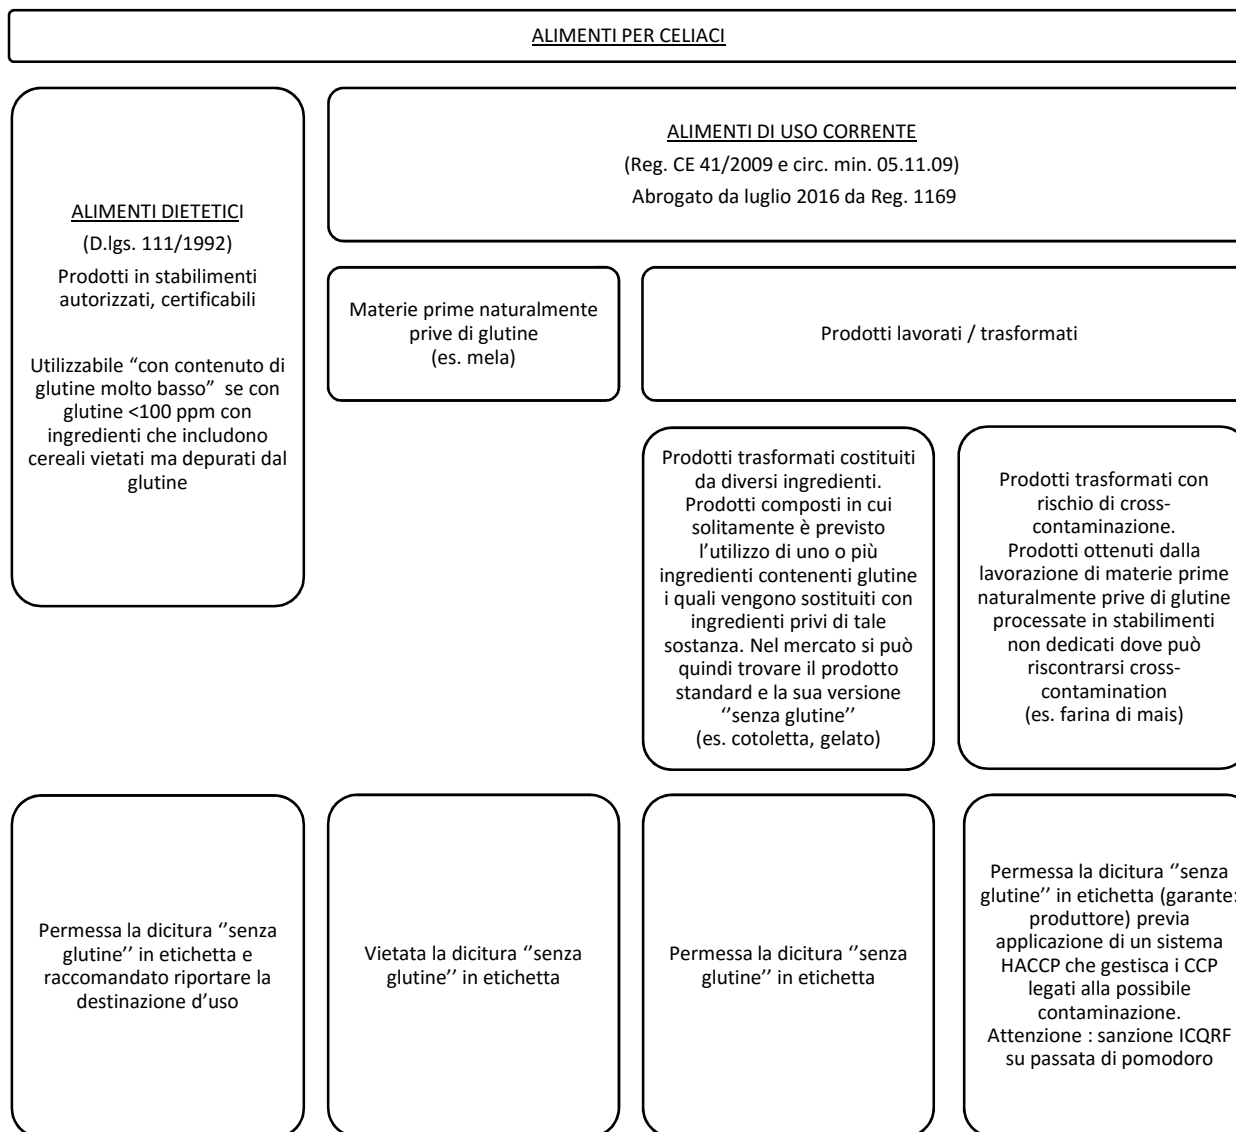 ALIMENTI PER CELIACI
ALIMENTI DIETETICI
(D.lgs. 111/1992)
Prodotti in stabilimenti
autorizzati, certificabili
Utilizzabile “con contenuto di
glutine molto basso” se con
glutine <100 ppm con
ingredienti che includono
cereali vietati ma depurati dal
glutine
ALIMENTI DI USO CORRENTE
(Reg. CE 41/2009 e circ. min. 05.11.09)
Abrogato da luglio 2016 da Reg. 1169
Materie prime naturalmente
prive di glutine
(es. mela)
Prodotti lavorati / trasformati
Prodotti trasformati costituiti
da diversi ingredienti.
Prodotti composti in cui
solitamente è previsto
l’utilizzo di uno o più
ingredienti contenenti glutine
i quali vengono sostituiti con
ingredienti privi di tale
sostanza. Nel mercato si può
quindi trovare il prodotto
standard e la sua versione
‘’senza glutine’’
(es. cotoletta, gelato)
Prodotti trasformati con
rischio di cross-
contaminazione.
Prodotti ottenuti dalla
lavorazione di materie prime
naturalmente prive di glutine
processate in stabilimenti
non dedicati dove può
riscontrarsi cross-
contamination
(es. farina di mais)
Permessa la dicitura ‘’senza
glutine’’ in etichetta e
raccomandato riportare la
destinazione d’uso
Vietata la dicitura ‘’senza
glutine’’ in etichetta
Permessa la dicitura ‘’senza
glutine’’ in etichetta
Permessa la dicitura ‘’senza
glutine’’ in etichetta (garante:
produttore) previa
applicazione di un sistema
HACCP che gestisca i CCP
legati alla possibile
contaminazione.
Attenzione : sanzione ICQRF
su passata di pomodoro